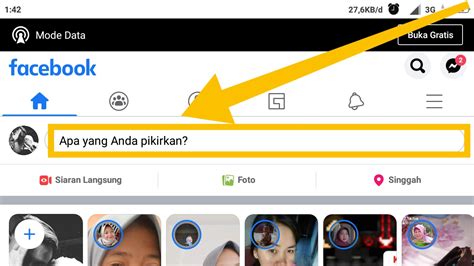 1:42
27,6KB/d
3G
Mode Data
Buka Gratis
facebook
2
Apa yang Anda pikirkan?
Siaran Langsung
Foto
Singgah